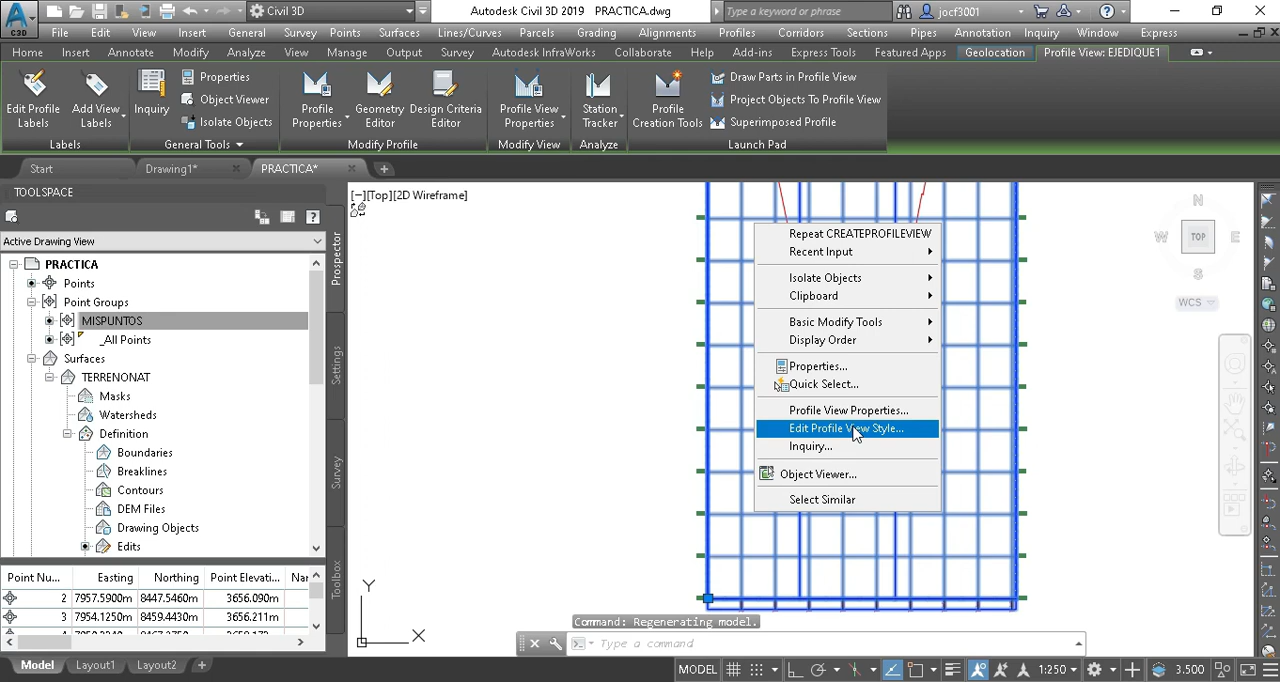 Civil 3D
Autodesk Civil 3D 2019 PRACTICA.dwg
Type a keyword or phrase
jocf3001
C3D
File Edit View Insert General Survey Points Surfaces Lines/Curves Parcels Grading Alignments Profiles Corridors Sections Pipes Annotation Inquiry Window Express
Home Insert Annotate Modify Analyze View Manage Output Survey Autodesk InfraWorks Collaborate Help Add-ins Express Tools Featured Apps Geolocation Profile View: EJEDIQUE1
Edit Profile Labels
Add View Labels
Labels
Inquiry
Properties
Object Viewer
Isolate Objects
General Tools
Profile Properties
Geometry Editor
Design Criteria Editor
Modify Profile
Profile View Properties
Modify View
Station Tracker
Analyze
Profile Creation Tools
Draw Parts in Profile View
Project Objects To Profile View
Superimposed Profile
Launch Pad
Start Drawing1* PRACTICA*
TOOLSPACE
Active Drawing View
PRACTICA
Points
Point Groups
MISPUNTOS
_All Points
Surfaces
TERRENONAT
Masks
Watersheds
Definition
Boundaries
Breaklines
Contours
DEM Files
Drawing Objects
Edits
Prospector
Settings
Survey
Toolbox
Point Nu... Easting Northing Point Elevati... Nar
2 7957.5900m 8447.5460m 3656.090m
3 7954.1250m 8459.4430m 3656.211m
[−][Top][2D Wireframe]
Repeat CREATEPROFILEVIEW
Recent Input
Isolate Objects
Clipboard
Basic Modify Tools
Display Order
Properties...
Quick Select...
Profile View Properties...
Edit Profile View Style...
Inquiry...
Object Viewer...
Select Similar
N
W TOP E
S
WCS
Y
X
Command: Regenerating model.
Type a command
Model Layout1 Layout2
MODEL 1:250 3.500